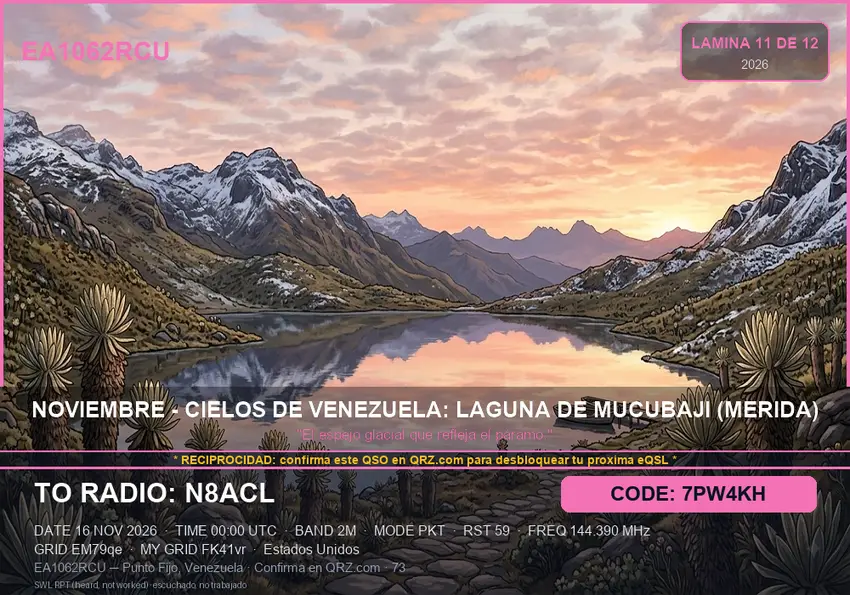 EA1062RCU
LAMINA 11 DE 12
2026
NOVIEMBRE - CIELOS DE VENEZUELA: LAGUNA DE MUCUBAJI (MERIDA)
"El espejo glacial que refleja el paramo."
* RECIPROCIDAD: confirma este QSO en QRZ.com para desbloquear tu proxima eQSL *
TO RADIO: N8ACL
CODE: 7PW4KH
DATE 16 NOV 2026 · TIME 00:00 UTC · BAND 2M · MODE PKT · RST 59 · FREQ 144.390 MHz
GRID EM79qe · MY GRID FK41vr · Estados Unidos
EA1062RCU — Punto Fijo, Venezuela · Confirma en QRZ.com · 73
SWL RPT (heard, not worked) · escuchado, no trabajado